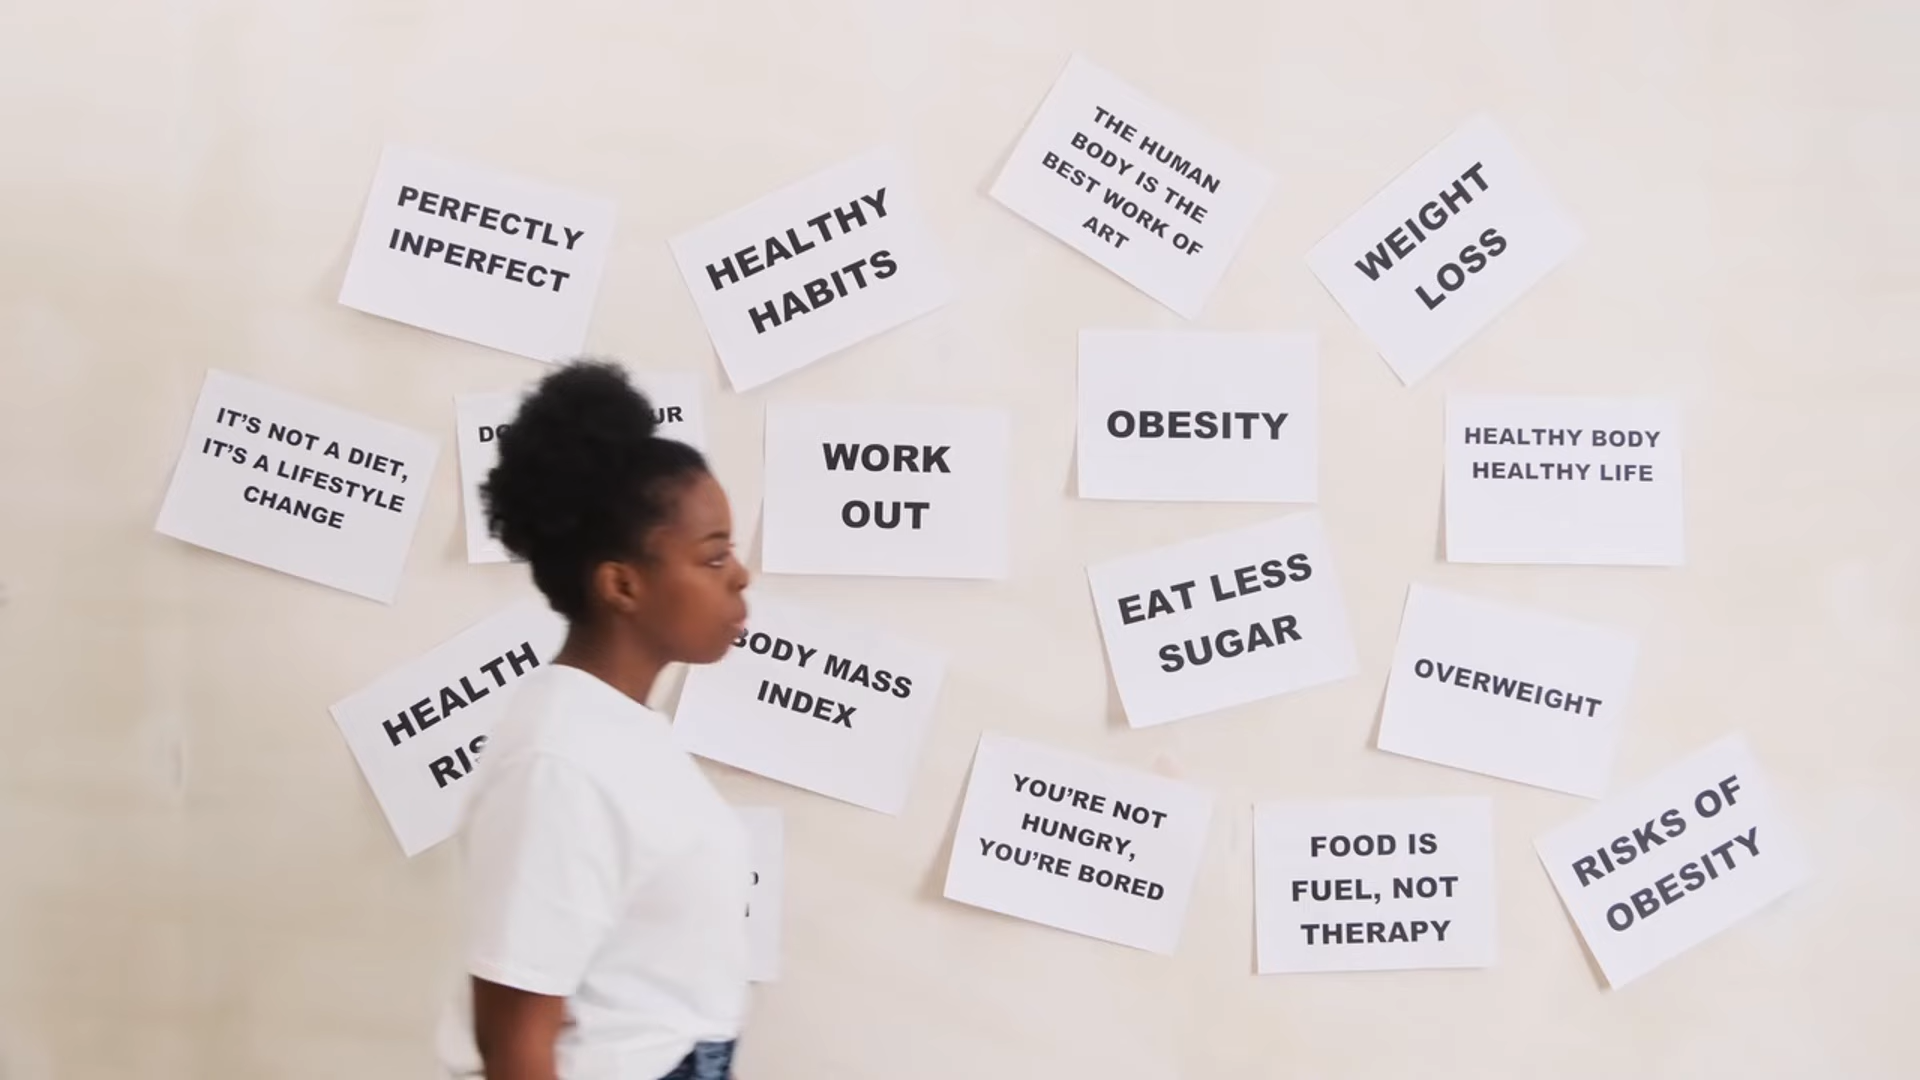 PERFECTLY
INPERFECT
HEALTHY
HABITS
THE HUMAN
BODY IS THE
BEST WORK OF
ART
WEIGHT
LOSS
IT'S NOT A DIET,
IT'S A LIFESTYLE
CHANGE
WORK
OUT
OBESITY
HEALTHY BODY
HEALTHY LIFE
EAT LESS
SUGAR
HEALTH
BODY MASS
INDEX
OVERWEIGHT
YOU'RE NOT
HUNGRY,
YOU'RE BORED
FOOD IS
FUEL, NOT
THERAPY
RISKS OF
OBESITY